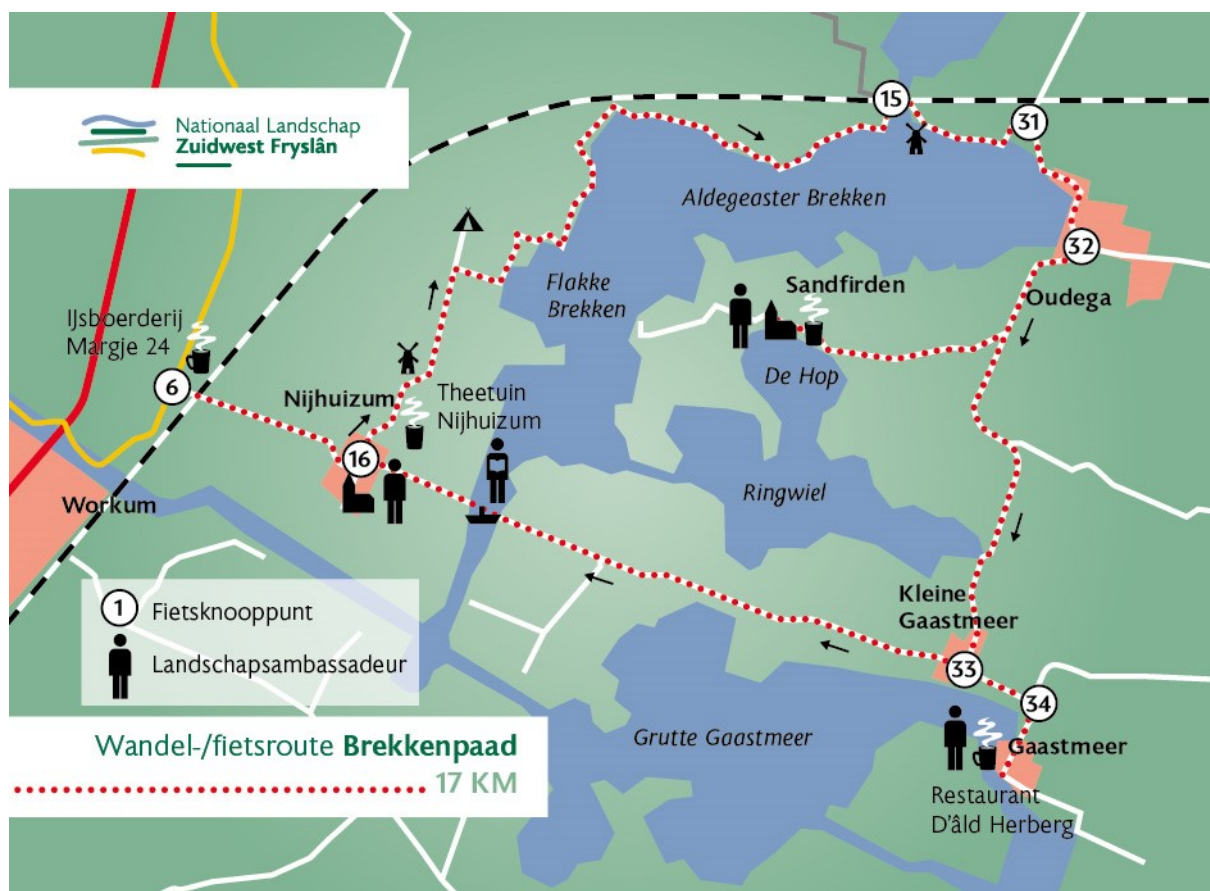 Nationaal Landschap
Zuidwest Fryslân
15
31
Aldegeaster Brekken
32
Oudega
Flakke
Brekken
Sandfirden
De Hop
IJsboerderij
Margje 24
6
Nijhuizum
Theetuin
Nijhuizum
16
Ringwiel
Workum
1 Fietsknooppunt
Landschapsambassadeur
Kleine
Gaastmeer
33
34
Gaastmeer
Grutte Gaastmeer
Restaurant
D'âld Herberg
Wandel-/fietsroute Brekkenpaad
17 KM